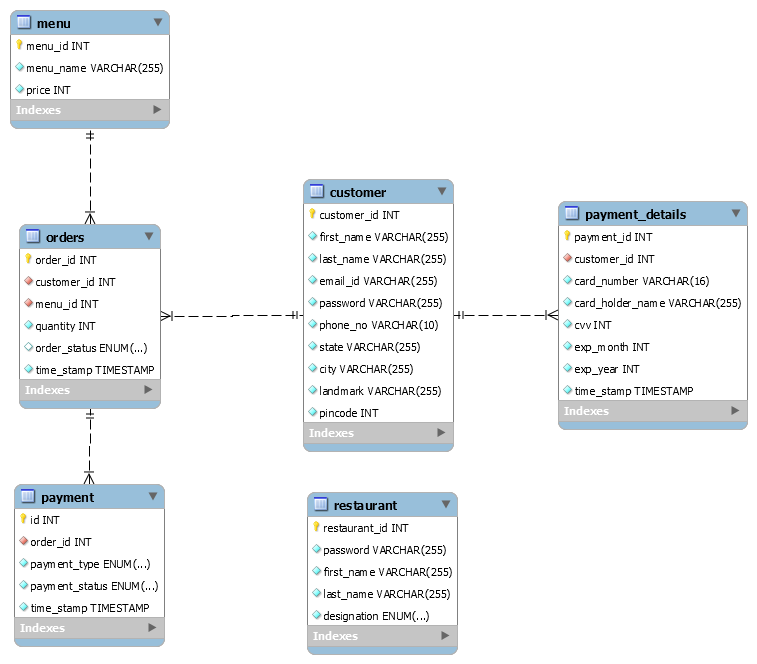 menu
menu_id INT
menu_name VARCHAR(255)
price INT
Indexes
orders
order_id INT
customer_id INT
menu_id INT
quantity INT
order_status ENUM(...)
time_stamp TIMESTAMP
Indexes
payment
id INT
order_id INT
payment_type ENUM(...)
payment_status ENUM(...)
time_stamp TIMESTAMP
Indexes
customer
customer_id INT
first_name VARCHAR(255)
last_name VARCHAR(255)
email_id VARCHAR(255)
password VARCHAR(255)
phone_no VARCHAR(10)
state VARCHAR(255)
city VARCHAR(255)
landmark VARCHAR(255)
pincode INT
Indexes
restaurant
restaurant_id INT
password VARCHAR(255)
first_name VARCHAR(255)
last_name VARCHAR(255)
designation ENUM(...)
Indexes
payment_details
payment_id INT
customer_id INT
card_number VARCHAR(16)
card_holder_name VARCHAR(255)
cvv INT
exp_month INT
exp_year INT
time_stamp TIMESTAMP
Indexes